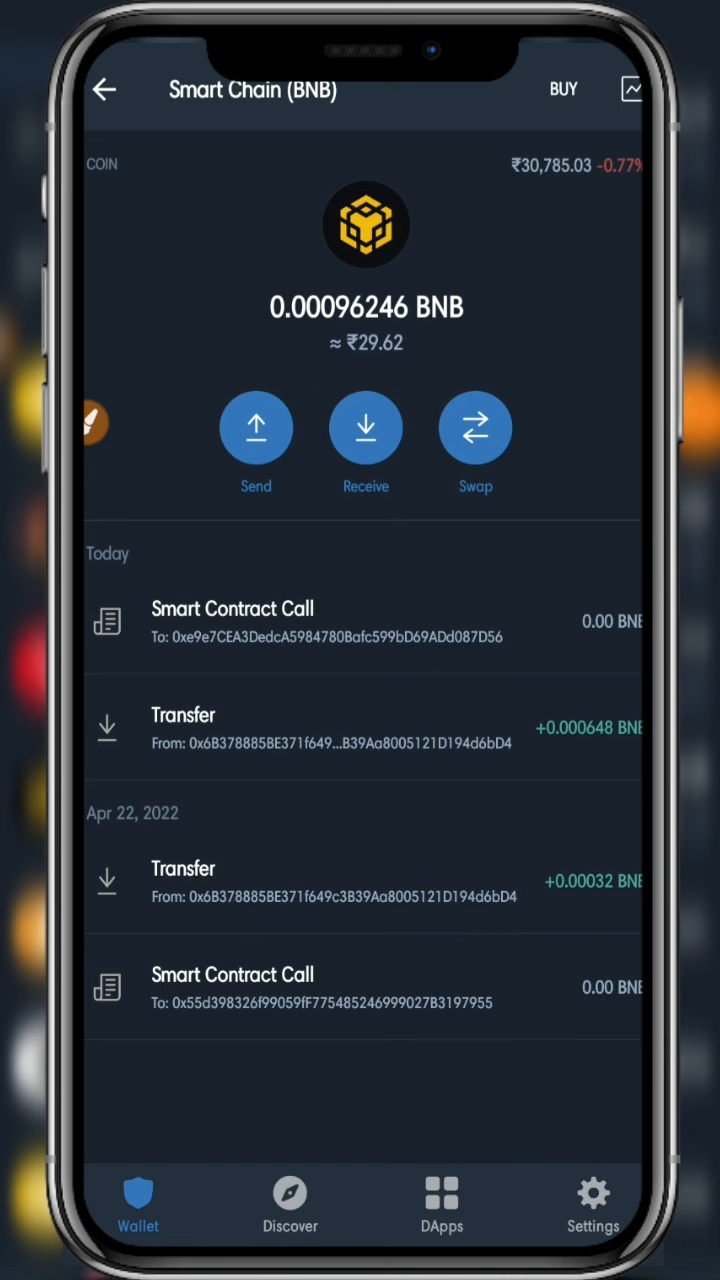 Smart Chain (BNB)
BUY
COIN
₹30,785.03 -0.77%
0.00096246 BNB
≈ ₹29.62
Send
Receive
Swap
Today
Smart Contract Call
0.00 BNB
To: 0xe9e7CEA3DedcA5984780Bafc599bD69ADd087D56
Transfer
+0.000648 BNB
From: 0x6B378885BE371f649...B39Aa8005121D194d6bD4
Apr 22, 2022
Transfer
+0.00032 BNB
From: 0x6B378885BE371f649c3B39Aa8005121D194d6bD4
Smart Contract Call
0.00 BNB
To: 0x55d398326f99059fF775485246999027B3197955
Wallet
Discover
DApps
Settings